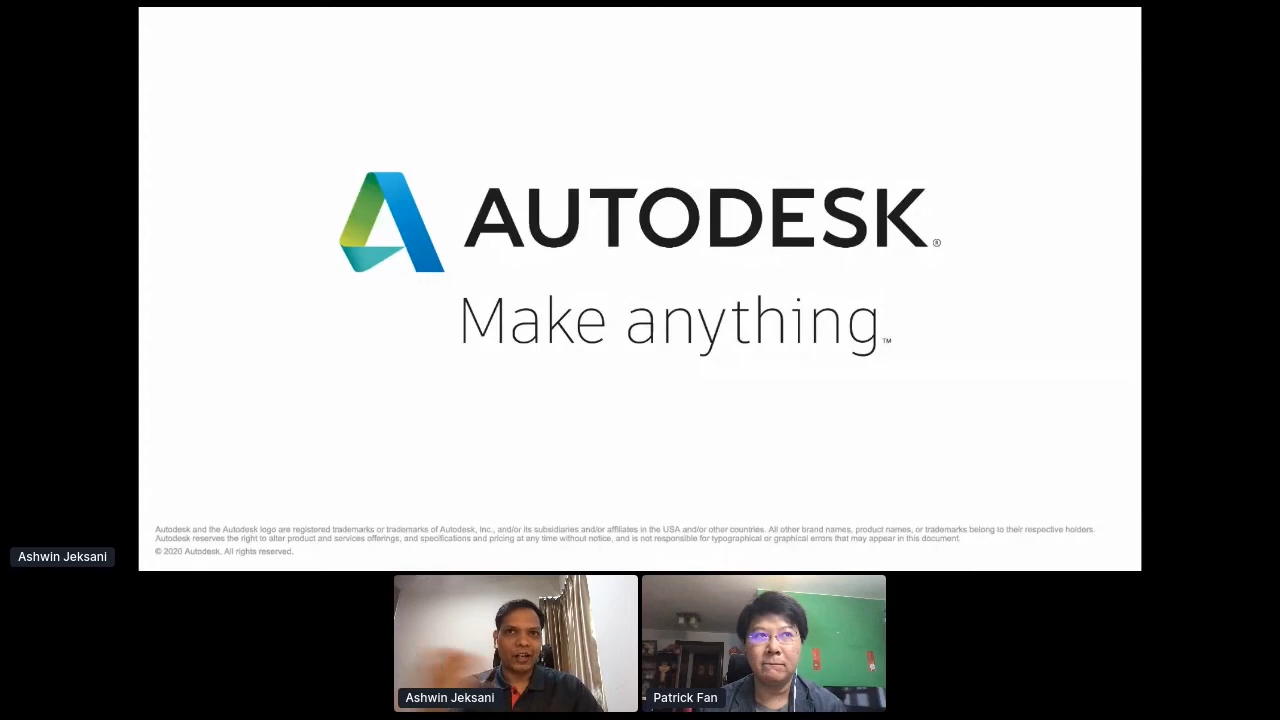 AUTODESK®
Make anything™
Autodesk and the Autodesk logo are registered trademarks or trademarks of Autodesk, Inc., and/or its subsidiaries and/or affiliates in the USA and/or other countries. All other brand names, product names, or trademarks belong to their respective holders.
Autodesk reserves the right to alter product and services offerings, and specifications and pricing at any time without notice, and is not responsible for typographical or graphical errors that may appear in this document.
© 2020 Autodesk. All rights reserved.
Ashwin Jeksani
Ashwin Jeksani
Patrick Fan